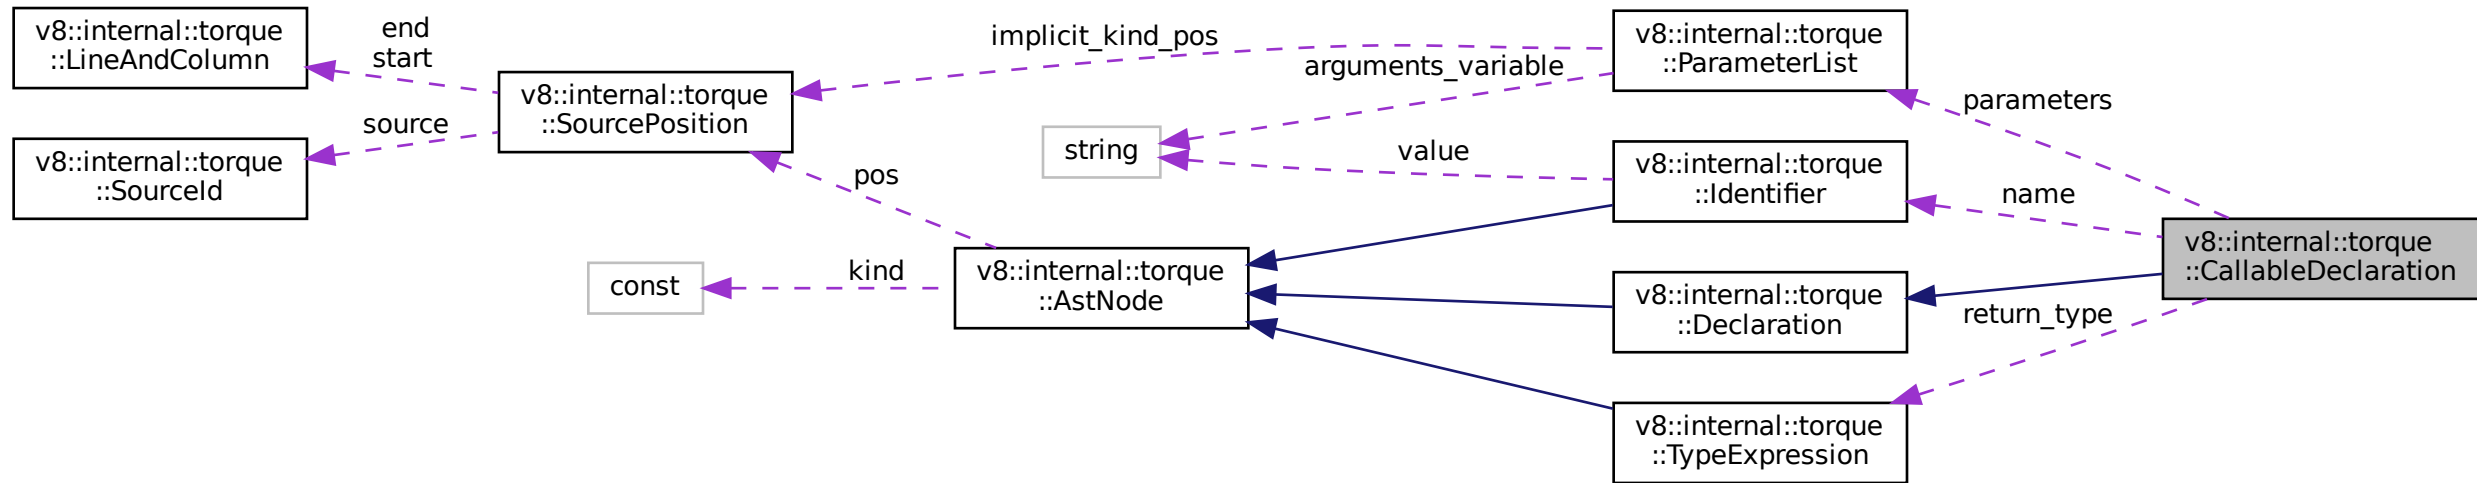 v8::internal::torque
::LineAndColumn
end
start
v8::internal::torque
::SourceId
source
v8::internal::torque
::SourcePosition
implicit_kind_pos
arguments_variable
v8::internal::torque
::ParameterList
parameters
string
value
v8::internal::torque
::Identifier
name
pos
const
kind
v8::internal::torque
::AstNode
v8::internal::torque
::Declaration
v8::internal::torque
::CallableDeclaration
return_type
v8::internal::torque
::TypeExpression